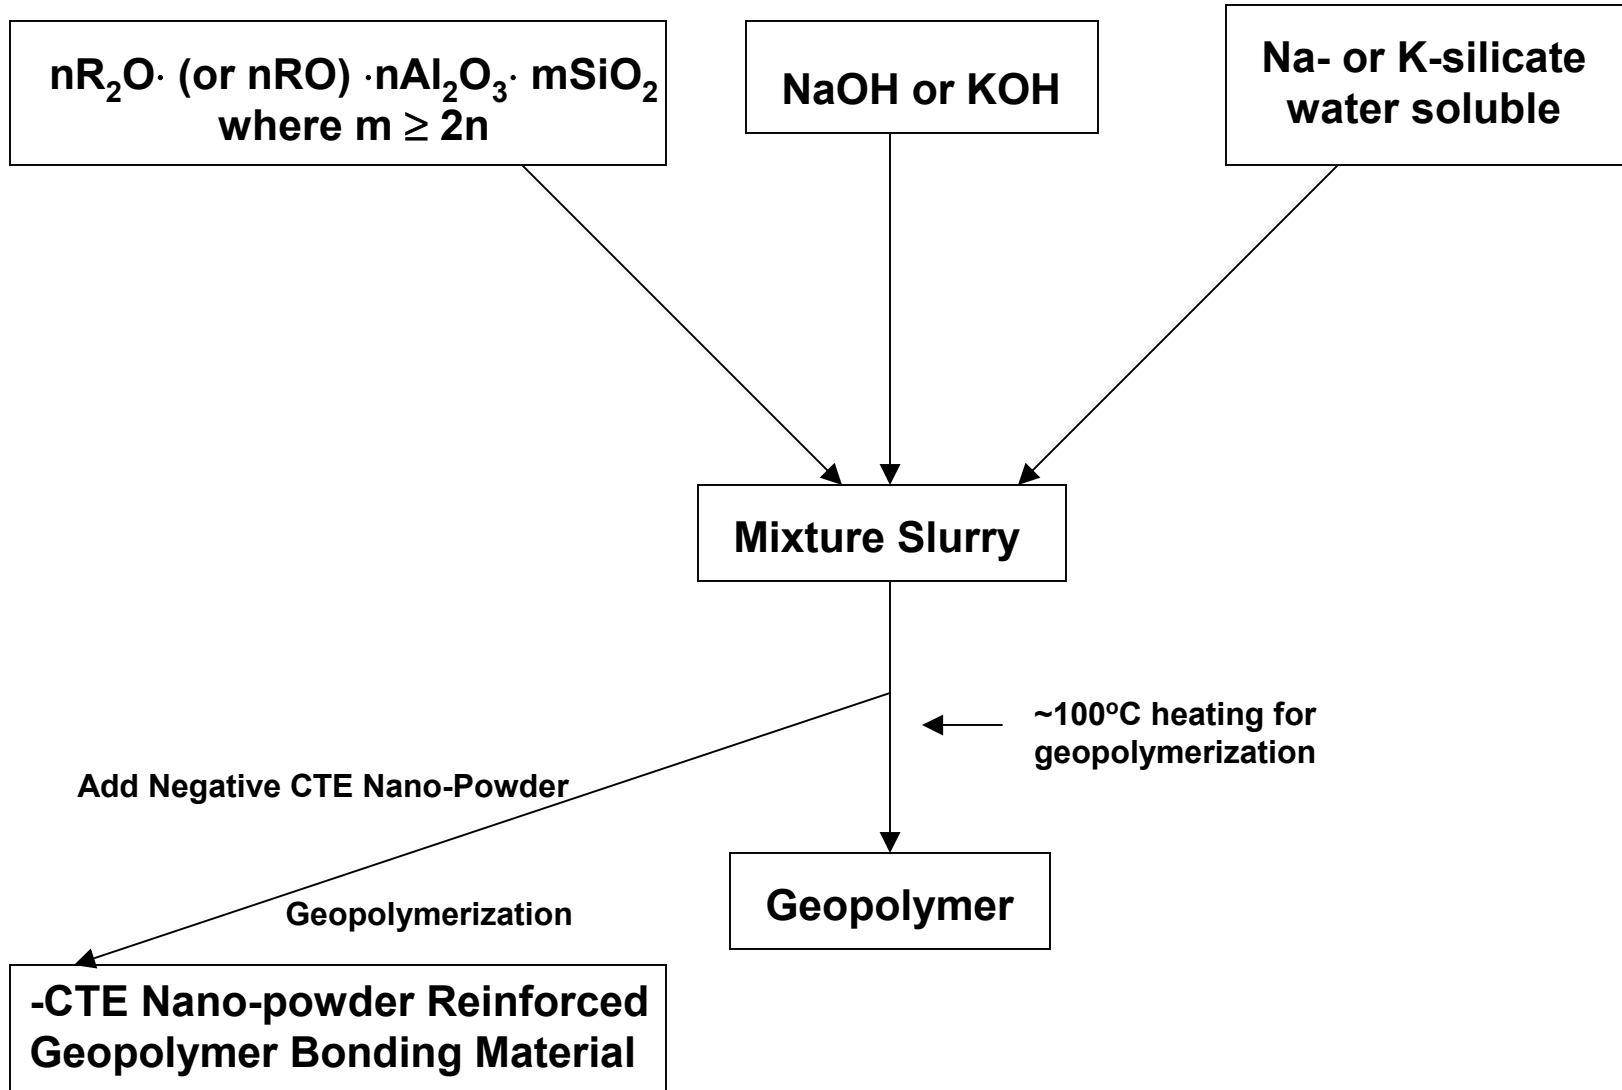 nR₂O· (or nRO) ·nAl₂O₃· mSiO₂
where m ≥ 2n
NaOH or KOH
Na- or K-silicate
water soluble
Mixture Slurry
~100ºC heating for
geopolymerization
Add Negative CTE Nano-Powder
Geopolymer
Geopolymerization
-CTE Nano-powder Reinforced
Geopolymer Bonding Material